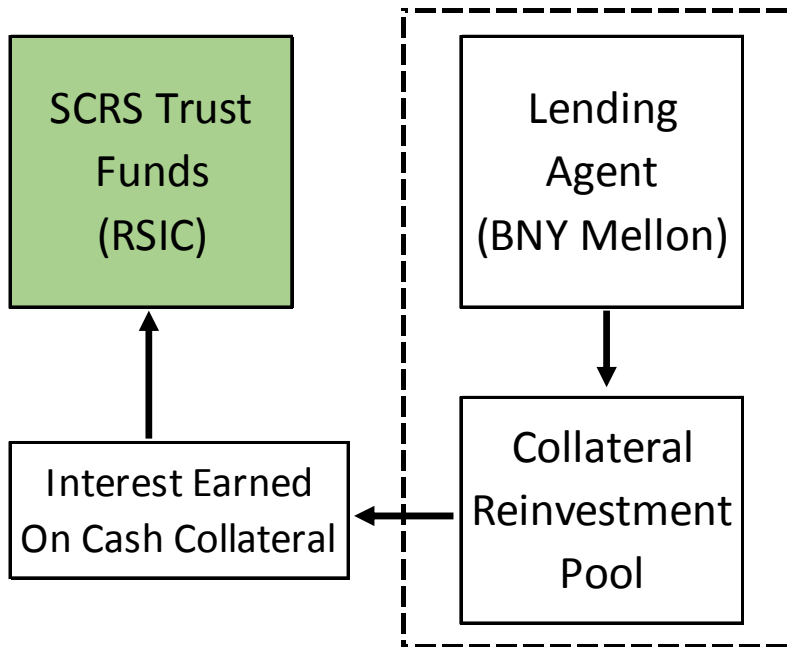 SCRS Trust
Funds
(RSIC)
Lending
Agent
(BNY Mellon)
Interest Earned
On Cash Collateral
Collateral
Reinvestment
Pool